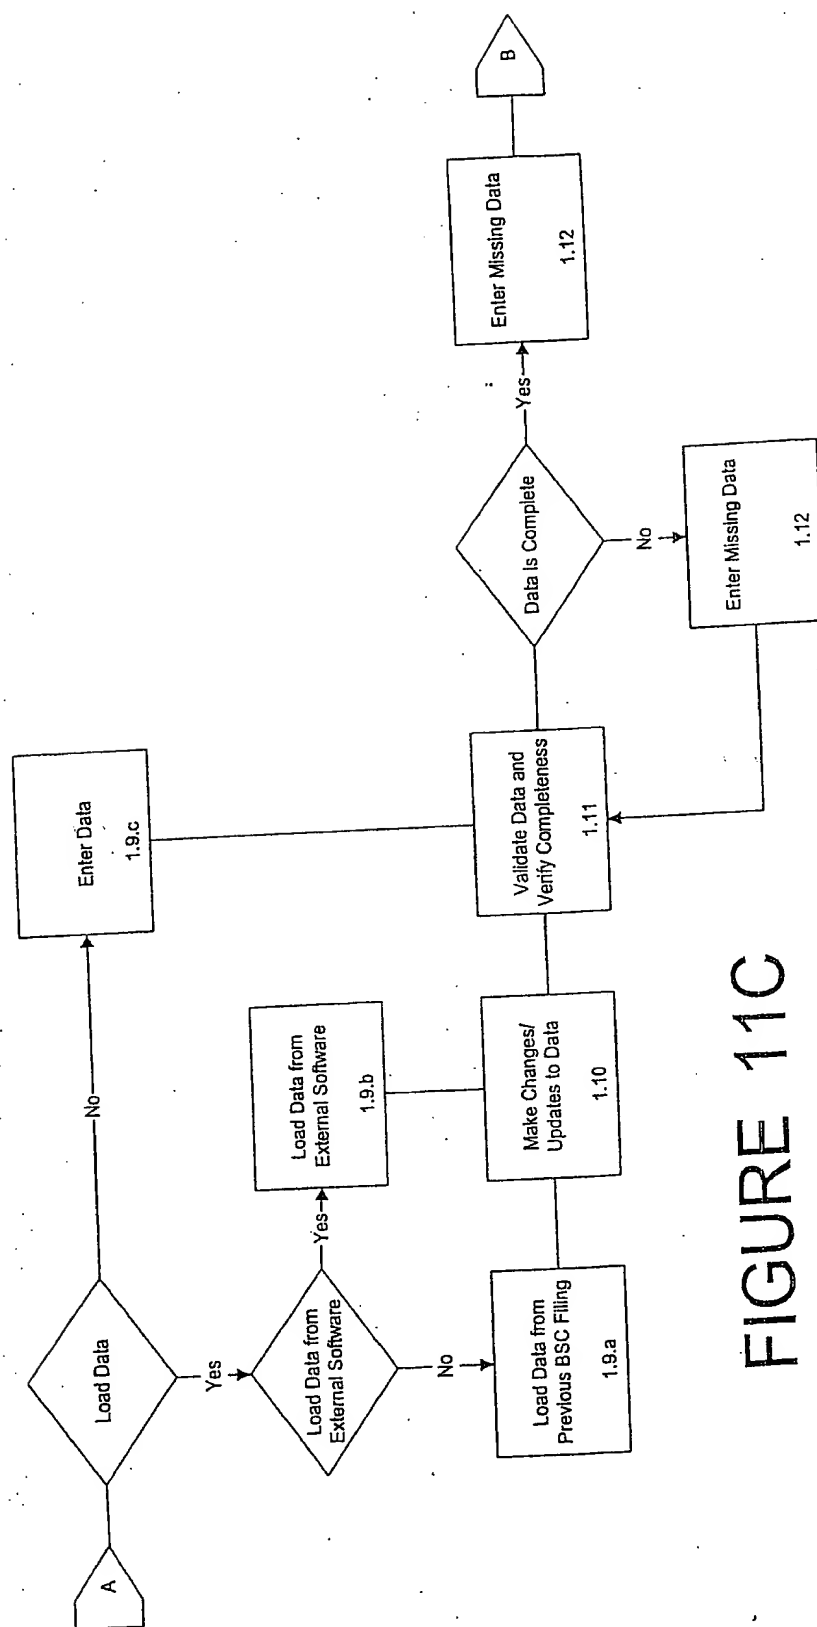 A
Load Data
No
Enter Data
1.9.c
Yes
Load Data from
External Software
Yes
Load Data from
External Software
1.9.b
No
Load Data from
Previous BSC Filing
1.9.a
Make Changes/
Updates to Data
1.10
Validate Data and
Verify Completeness
1.11
Data Is Complete
Yes
Enter Missing Data
1.12
B
No
Enter Missing Data
1.12
FIGURE 11C